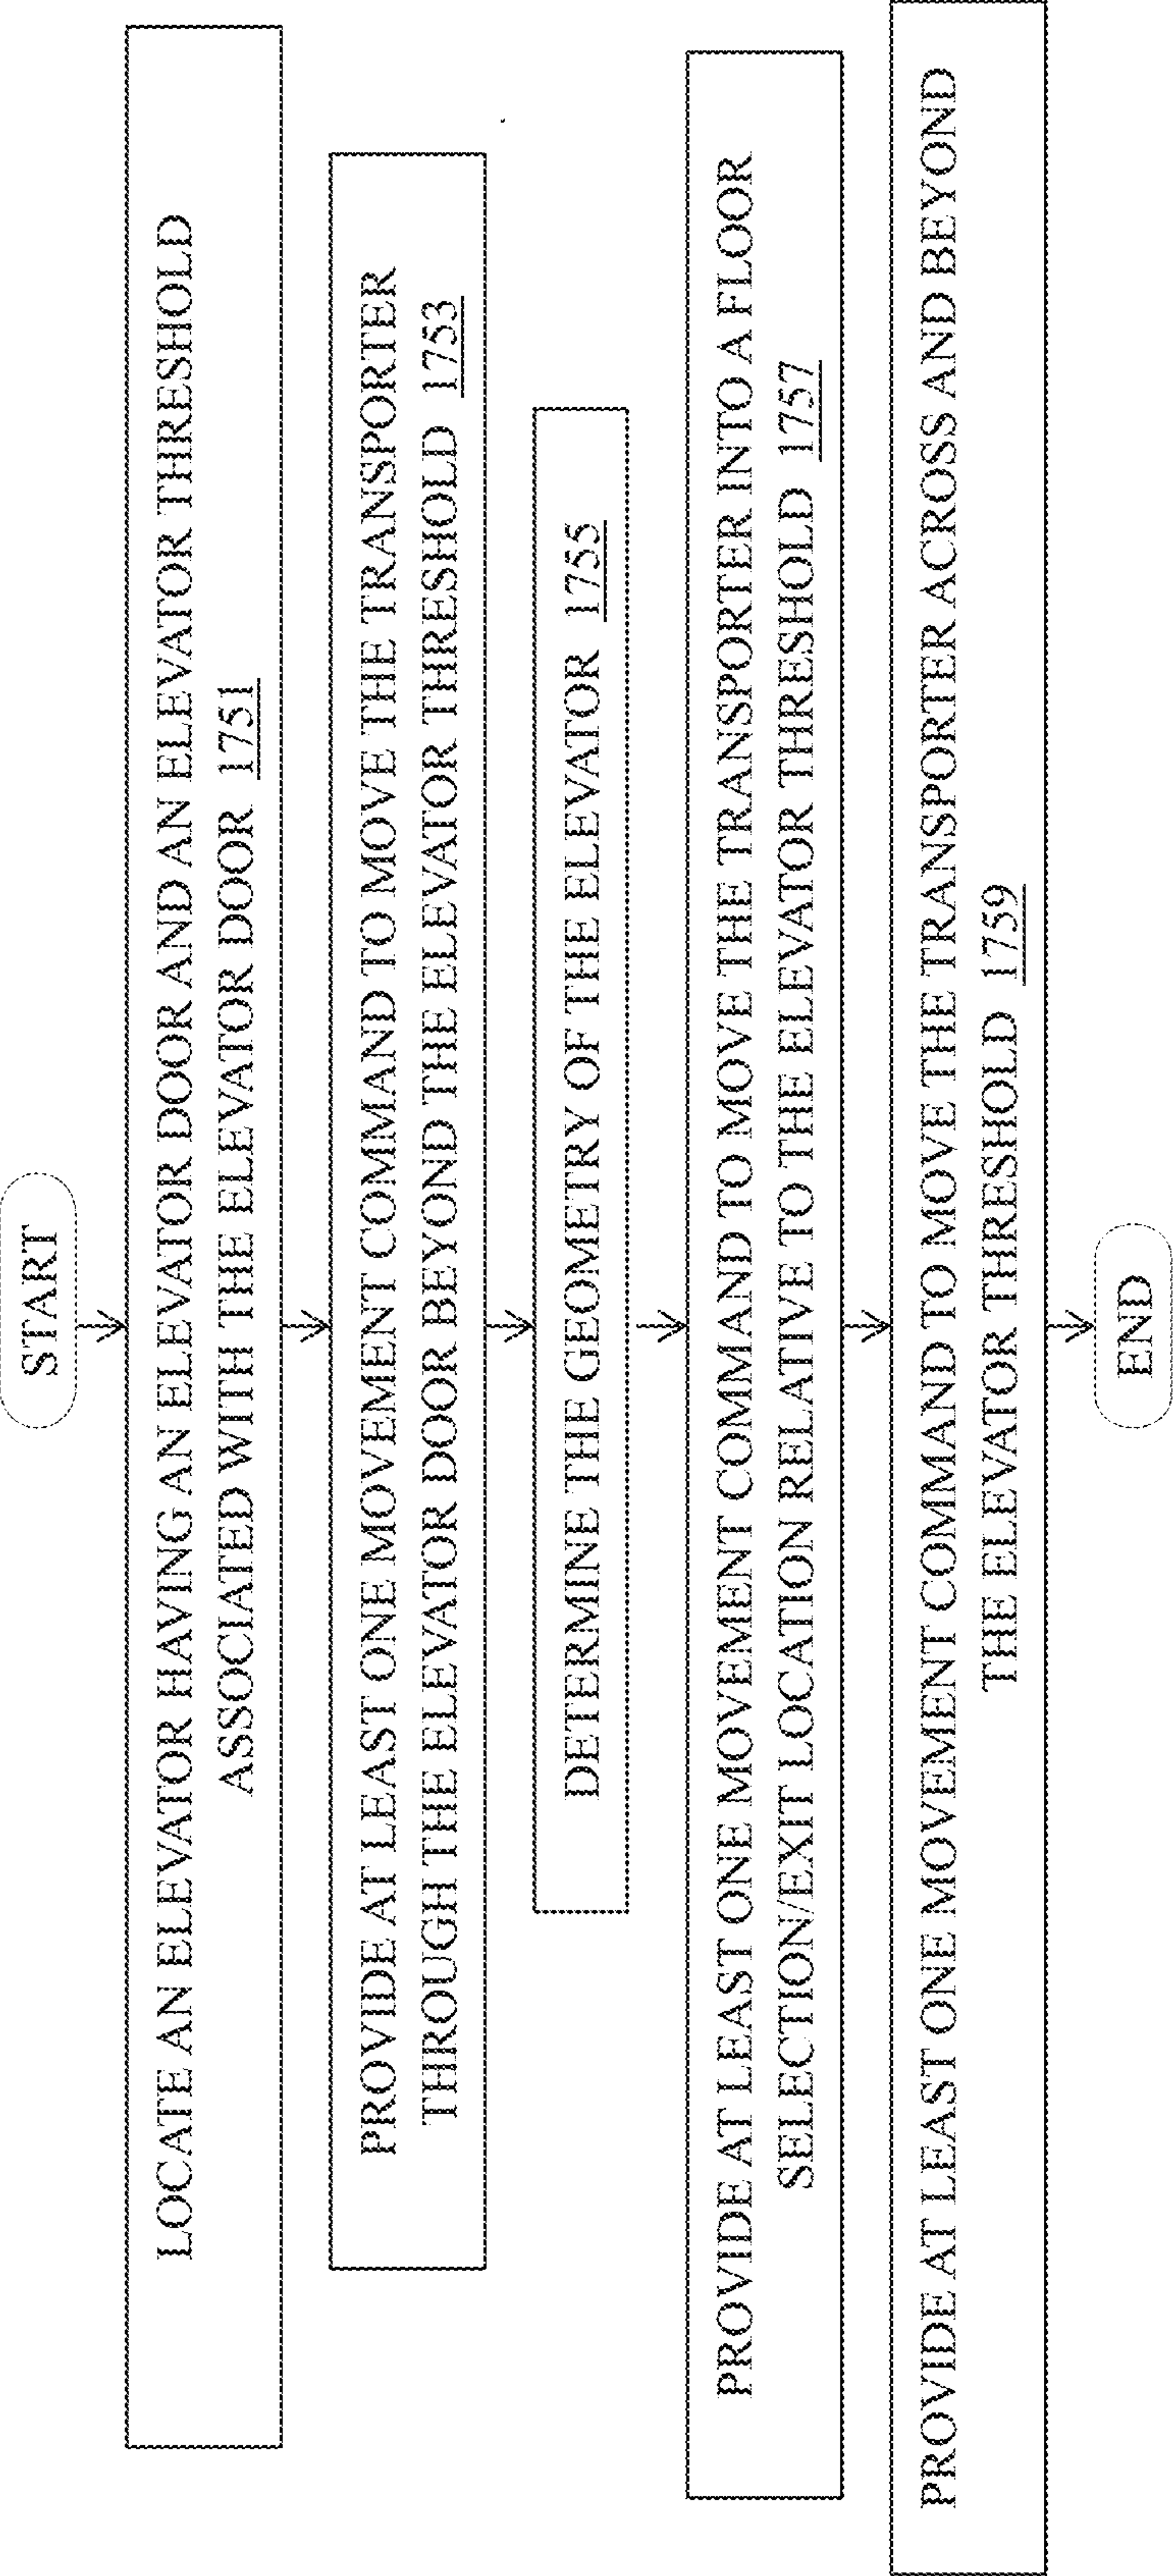 START
LOCATE AN ELEVATOR HAVING AN ELEVATOR DOOR AND AN ELEVATOR THRESHOLD
ASSOCIATED WITH THE ELEVATOR DOOR 1751
PROVIDE AT LEAST ONE MOVEMENT COMMAND TO MOVE THE TRANSPORTER
THROUGH THE ELEVATOR DOOR BEYOND THE ELEVATOR THRESHOLD 1753
DETERMINE THE GEOMETRY OF THE ELEVATOR 1755
PROVIDE AT LEAST ONE MOVEMENT COMMAND TO MOVE THE TRANSPORTER INTO A FLOOR
SELECTION/EXIT LOCATION RELATIVE TO THE ELEVATOR THRESHOLD 1757
PROVIDE AT LEAST ONE MOVEMENT COMMAND TO MOVE THE TRANSPORTER ACROSS AND BEYOND
THE ELEVATOR THRESHOLD 1759
END